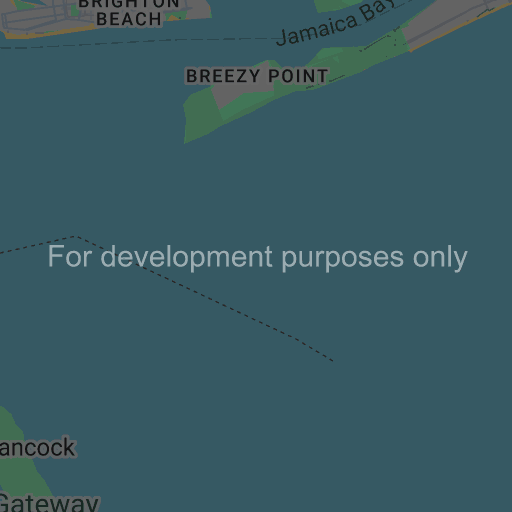 BRIGHTON
BEACH
Jamaica Bay
BREEZY POINT
For development purposes only
ancock
Gateway